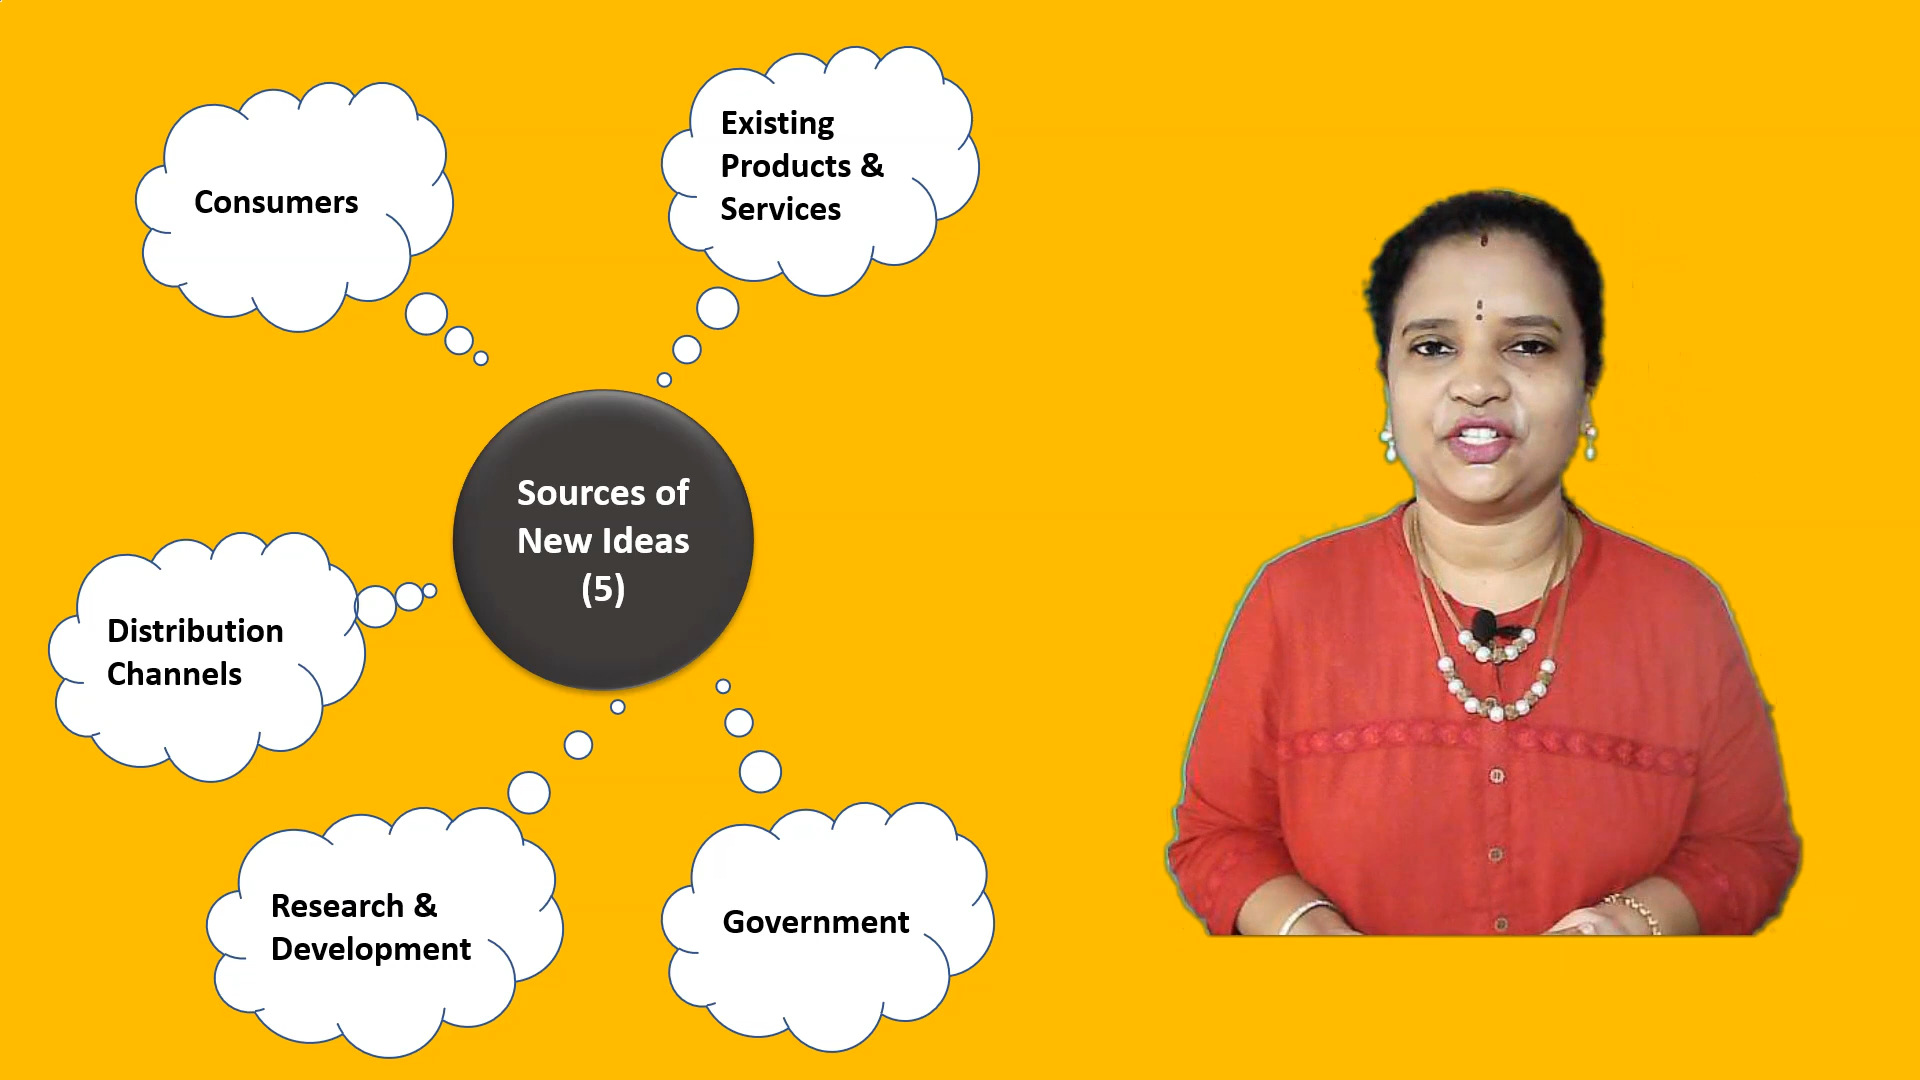 Consumers
Existing
Products &
Services
Sources of
New Ideas
(5)
Distribution
Channels
Research &
Development
Government